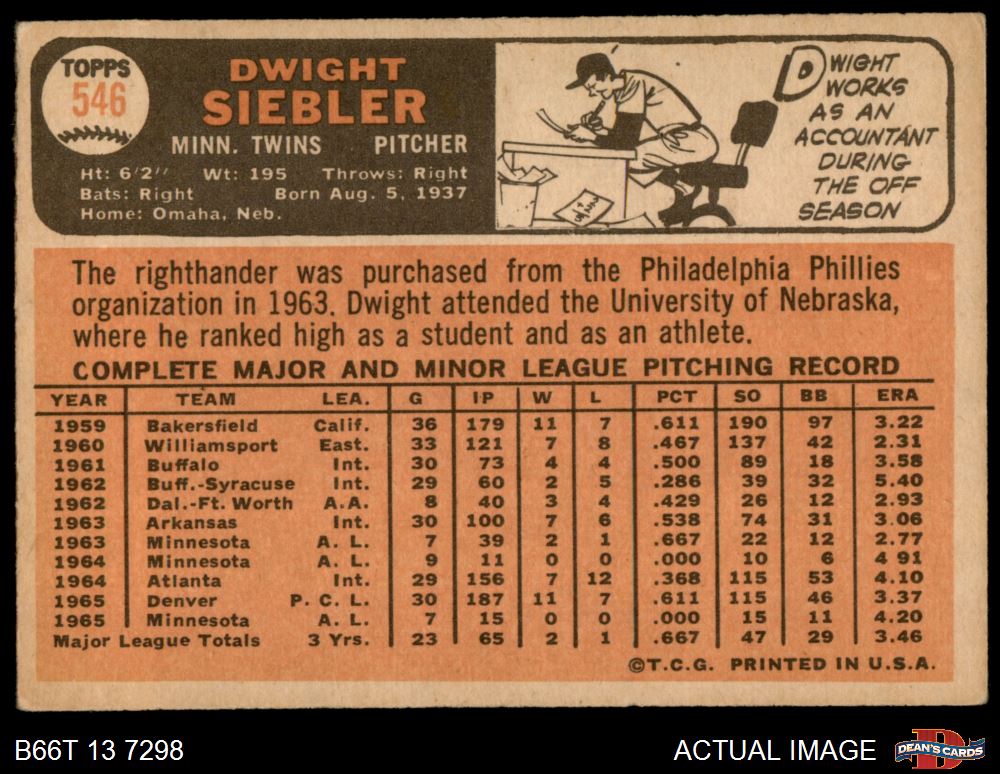 TOPPS
546
DWIGHT
SIEBLER
MINN. TWINS PITCHER
Ht: 6'2'' Wt: 195 Throws: Right
Bats: Right Born Aug. 5, 1937
Home: Omaha, Neb.
DWIGHT
WORKS
AS AN
ACCOUNTANT
DURING
THE OFF
SEASON
The righthander was purchased from the Philadelphia Phillies
organization in 1963. Dwight attended the University of Nebraska,
where he ranked high as a student and as an athlete.
COMPLETE MAJOR AND MINOR LEAGUE PITCHING RECORD
YEAR TEAM LEA. G IP W L PCT SO BB ERA
1959 Bakersfield Calif. 36 179 11 7 .611 190 97 3.22
1960 Williamsport East. 33 121 7 8 .467 137 42 2.31
1961 Buffalo Int. 30 73 4 4 .500 89 18 3.58
1962 Buff.-Syracuse Int. 29 60 2 5 .286 39 32 5.40
1962 Dal.-Ft. Worth A.A. 8 40 3 4 .429 26 12 2.93
1963 Arkansas Int. 30 100 7 6 .538 74 31 3.06
1963 Minnesota A. L. 7 39 2 1 .667 22 12 2.77
1964 Minnesota A. L. 9 11 0 0 .000 10 6 4 91
1964 Atlanta Int. 29 156 7 12 .368 115 53 4.10
1965 Denver P. C. L. 30 187 11 7 .611 115 46 3.37
1965 Minnesota A. L. 7 15 0 0 .000 15 11 4.20
Major League Totals 3 Yrs. 23 65 2 1 .667 47 29 3.46
©T.C.G. PRINTED IN U.S.A.
B66T 13 7298 ACTUAL IMAGE DEAN'S CARDS